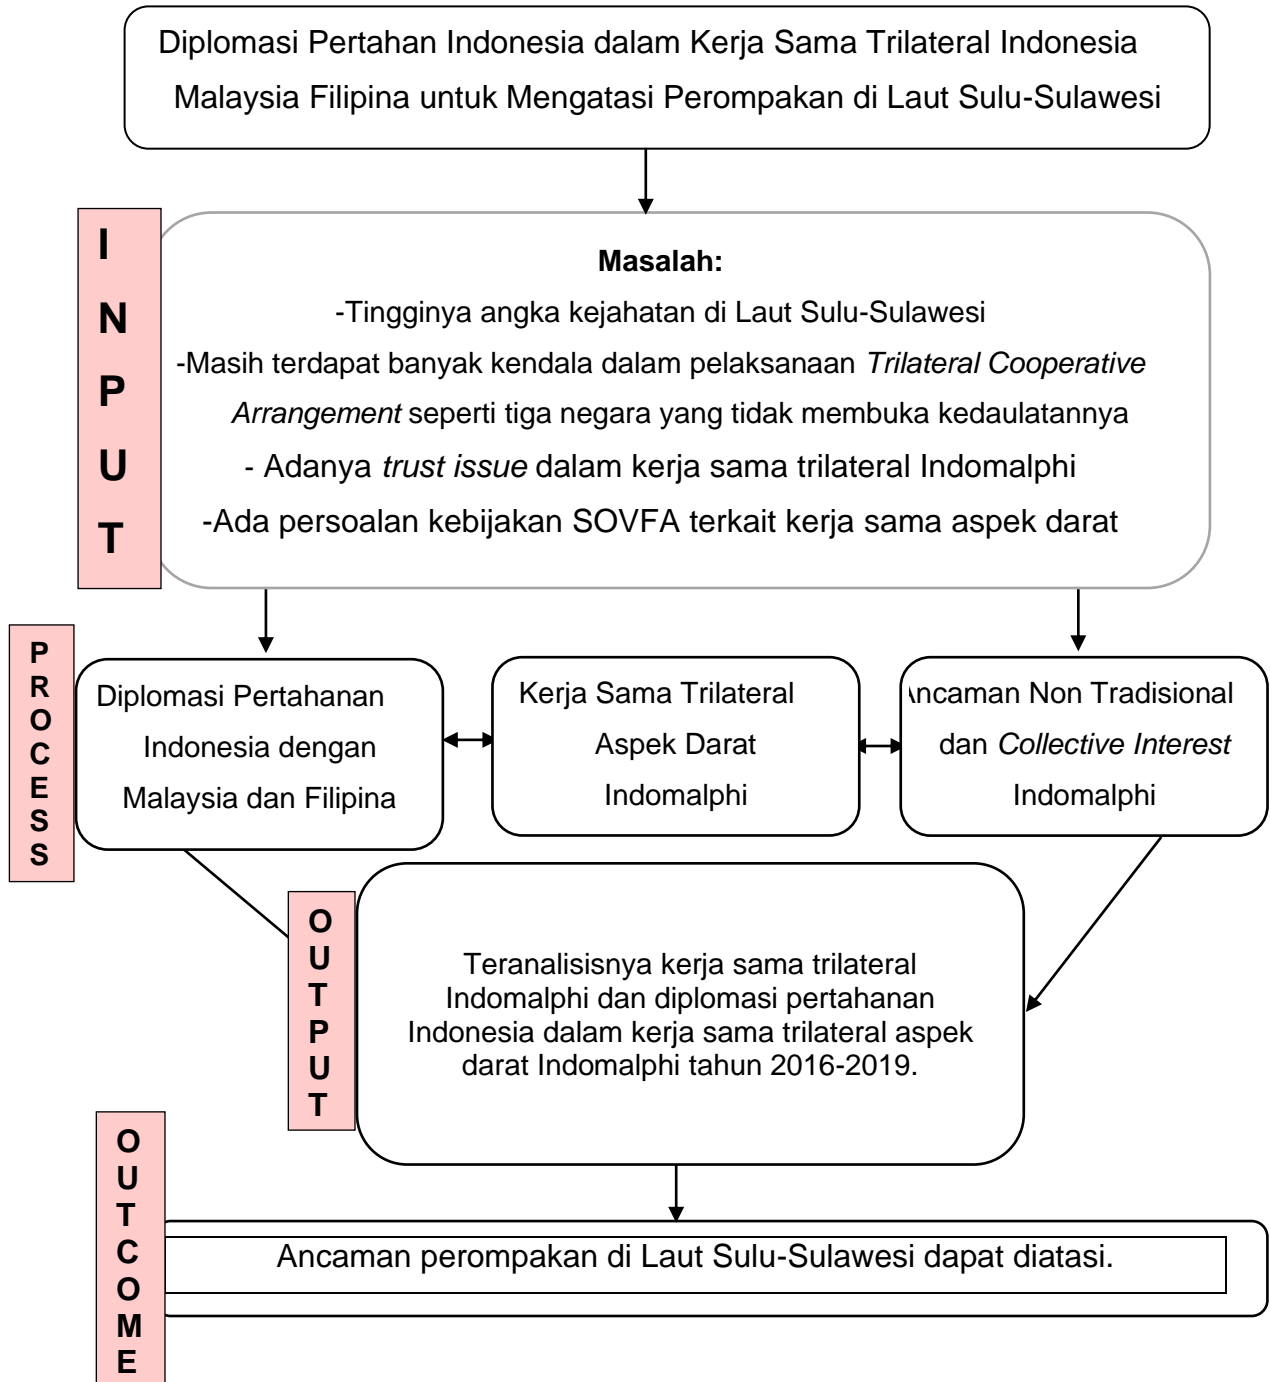 Diplomasi Pertahan Indonesia dalam Kerja Sama Trilateral Indonesia
Malaysia Filipina untuk Mengatasi Perompakan di Laut Sulu-Sulawesi
INPUT
Masalah:
-Tingginya angka kejahatan di Laut Sulu-Sulawesi
-Masih terdapat banyak kendala dalam pelaksanaan Trilateral Cooperative
Arrangement seperti tiga negara yang tidak membuka kedaulatannya
- Adanya trust issue dalam kerja sama trilateral Indomalphi
-Ada persoalan kebijakan SOVFA terkait kerja sama aspek darat
PROCESS
Diplomasi Pertahanan
Indonesia dengan
Malaysia dan Filipina
Kerja Sama Trilateral
Aspek Darat
Indomalphi
Ancaman Non Tradisional
dan Collective Interest
Indomalphi
OUTPUT
Teranalisisnya kerja sama trilateral
Indomalphi dan diplomasi pertahanan
Indonesia dalam kerja sama trilateral aspek
darat Indomalphi tahun 2016-2019.
OUTCOME
Ancaman perompakan di Laut Sulu-Sulawesi dapat diatasi.